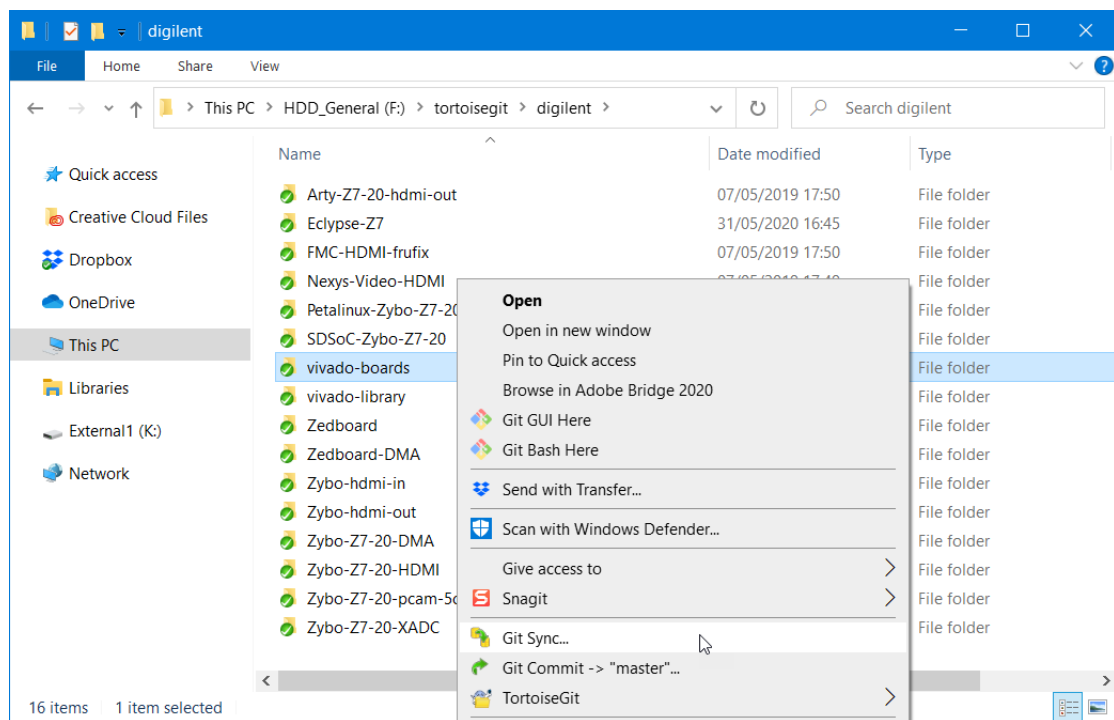 digilent
File Home Share View
This PC HDD_General (F:) tortoisegit digilent Search digilent
Name Date modified Type
Quick access
Creative Cloud Files
Dropbox
OneDrive
This PC
Libraries
External1 (K:)
Network
Arty-Z7-20-hdmi-out 07/05/2019 17:50 File folder
Eclypse-Z7 31/05/2020 16:45 File folder
FMC-HDMI-frufix 07/05/2019 17:50 File folder
Nexys-Video-HDMI File folder
Petalinux-Zybo-Z7-20 File folder
SDSoC-Zybo-Z7-20 File folder
vivado-boards File folder
vivado-library File folder
Zedboard File folder
Zedboard-DMA File folder
Zybo-hdmi-in File folder
Zybo-hdmi-out File folder
Zybo-Z7-20-DMA File folder
Zybo-Z7-20-HDMI File folder
Zybo-Z7-20-pcam-5c File folder
Zybo-Z7-20-XADC File folder
Open
Open in new window
Pin to Quick access
Browse in Adobe Bridge 2020
Git GUI Here
Git Bash Here
Send with Transfer...
Scan with Windows Defender...
Give access to
Snagit
Git Sync...
Git Commit -> "master"...
TortoiseGit
16 items 1 item selected